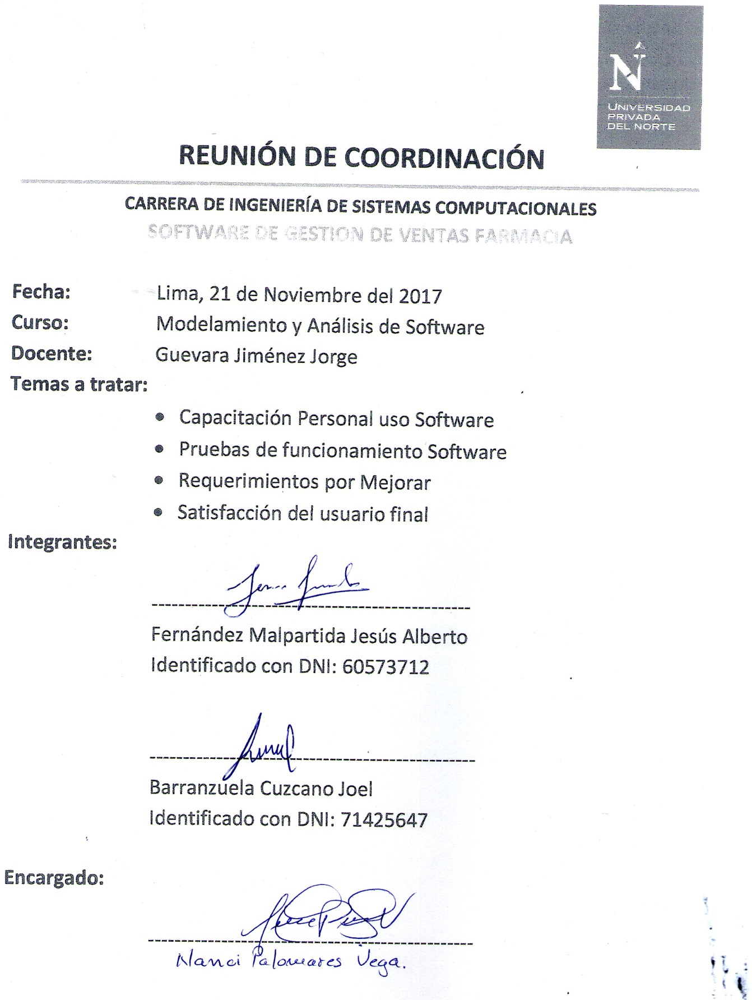 N
UNIVERSIDAD
PRIVADA
DEL NORTE
REUNIÓN DE COORDINACIÓN
CARRERA DE INGENIERÍA DE SISTEMAS COMPUTACIONALES
SOFTWARE DE GESTION DE VENTAS FARMACIA
Fecha: Lima, 21 de Noviembre del 2017
Curso: Modelamiento y Análisis de Software
Docente: Guevara Jiménez Jorge
Temas a tratar:
• Capacitación Personal uso Software
• Pruebas de funcionamiento Software
• Requerimientos por Mejorar
• Satisfacción del usuario final
Integrantes:
Fernández Malpartida Jesús Alberto
Identificado con DNI: 60573712
Barranzuela Cuzcano Joel
Identificado con DNI: 71425647
Encargado:
Nanci Palomares Vega.